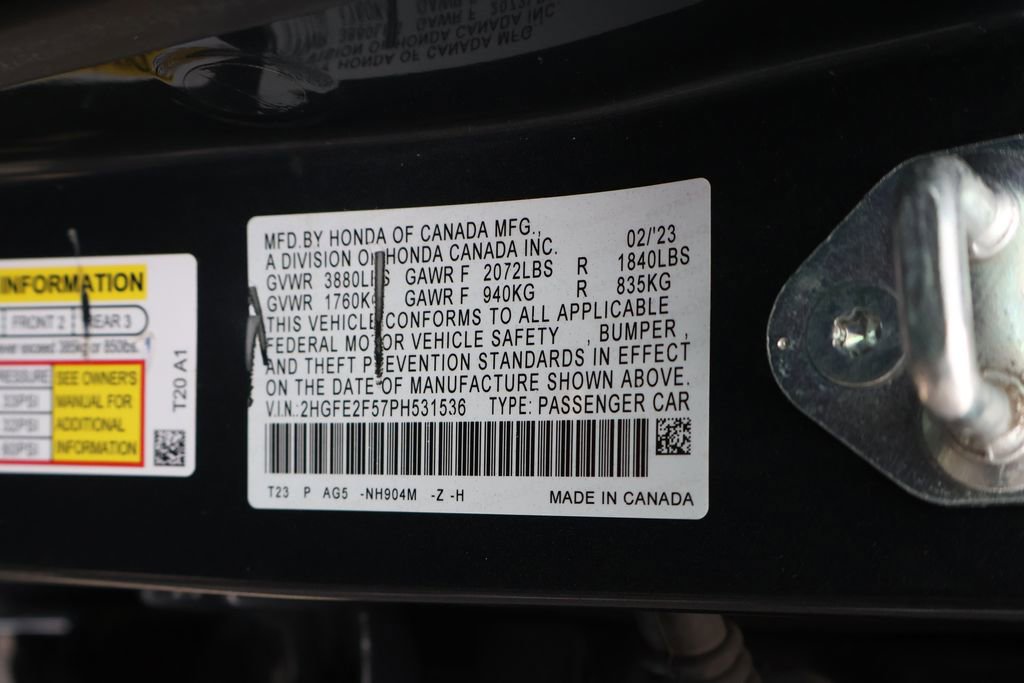 INFORMATION
FRONT 2 REAR 3
385kg or 850lbs.
SEE OWNER'S
33PSI MANUAL FOR
32PSI ADDITIONAL
60PSI INFORMATION
T20 A1
MFD.BY HONDA OF CANADA MFG., 02/'23
A DIVISION OF HONDA CANADA INC.
GVWR 3880LBS GAWR F 2072LBS R 1840LBS
GVWR 1760KG GAWR F 940KG R 835KG
THIS VEHICLE CONFORMS TO ALL APPLICABLE
FEDERAL MOTOR VEHICLE SAFETY , BUMPER ,
AND THEFT PREVENTION STANDARDS IN EFFECT
ON THE DATE OF MANUFACTURE SHOWN ABOVE.
V.I.N.:2HGFE2F57PH531536 TYPE: PASSENGER CAR
T23 P AG5 -NH904M -Z -H MADE IN CANADA